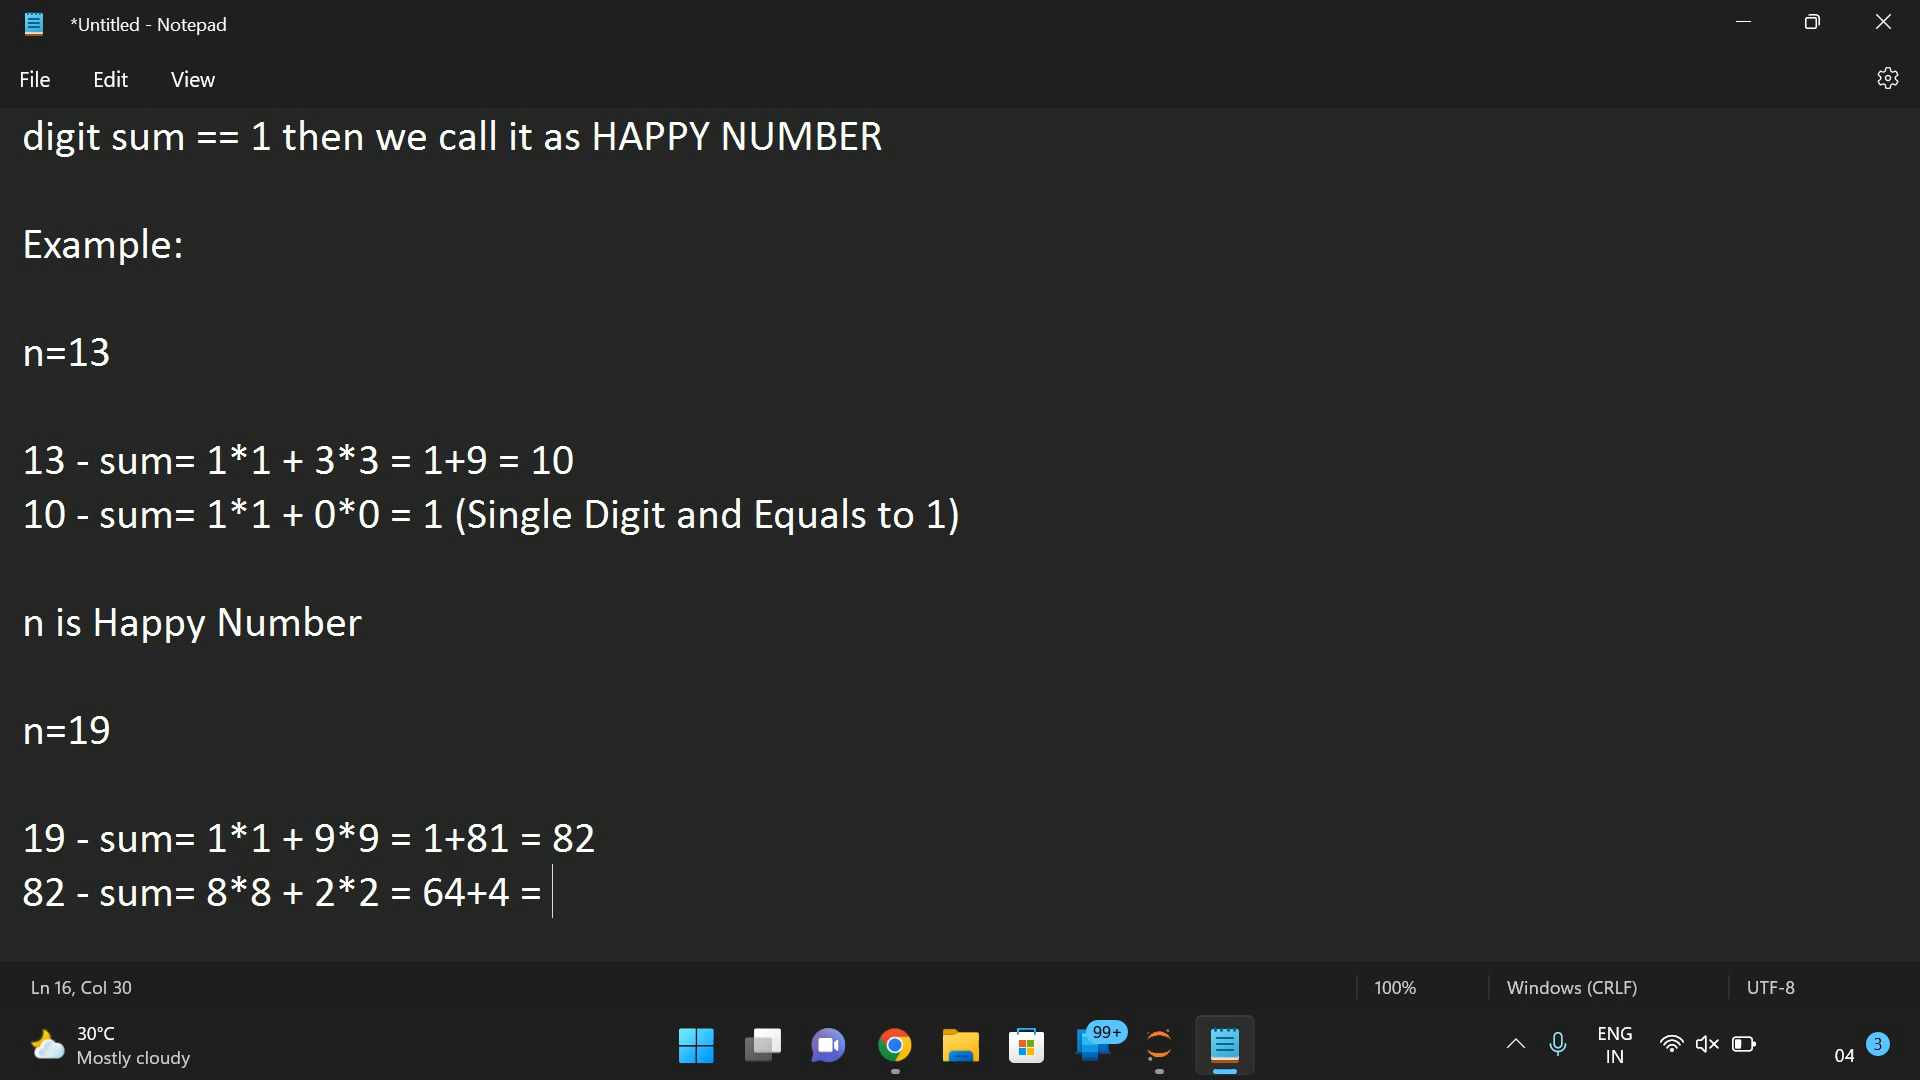 *Untitled - Notepad
File Edit View
digit sum == 1 then we call it as HAPPY NUMBER
Example:
n=13
13 - sum= 1*1 + 3*3 = 1+9 = 10
10 - sum= 1*1 + 0*0 = 1 (Single Digit and Equals to 1)
n is Happy Number
n=19
19 - sum= 1*1 + 9*9 = 1+81 = 82
82 - sum= 8*8 + 2*2 = 64+4 =
Ln 16, Col 30 100% Windows (CRLF) UTF-8
30°C
Mostly cloudy
99+
ENG
IN
04 3